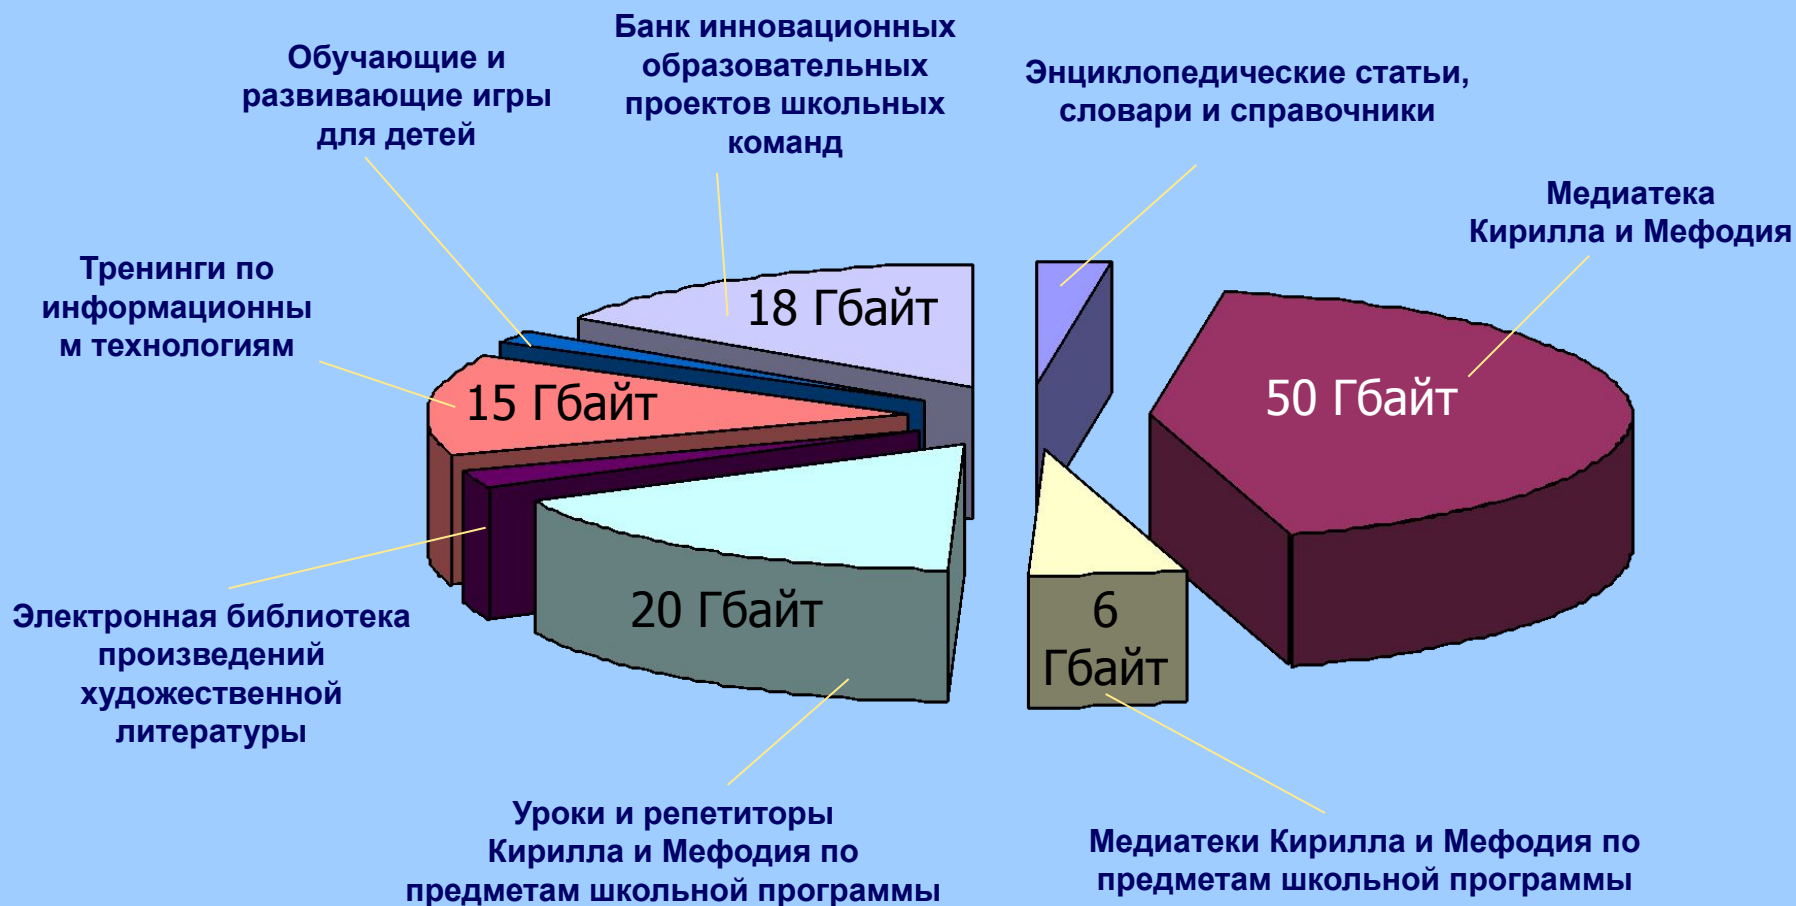 Банк инновационных
образовательных
проектов школьных
команд
Обучающие и
развивающие игры
для детей
Энциклопедические статьи,
словари и справочники
Медиатека
Кирилла и Мефодия
Тренинги по
информационны
м технологиям
18 Гбайт
15 Гбайт
50 Гбайт
20 Гбайт
6
Гбайт
Электронная библиотека
произведений
художественной
литературы
Уроки и репетиторы
Кирилла и Мефодия по
предметам школьной программы
Медиатеки Кирилла и Мефодия по
предметам школьной программы